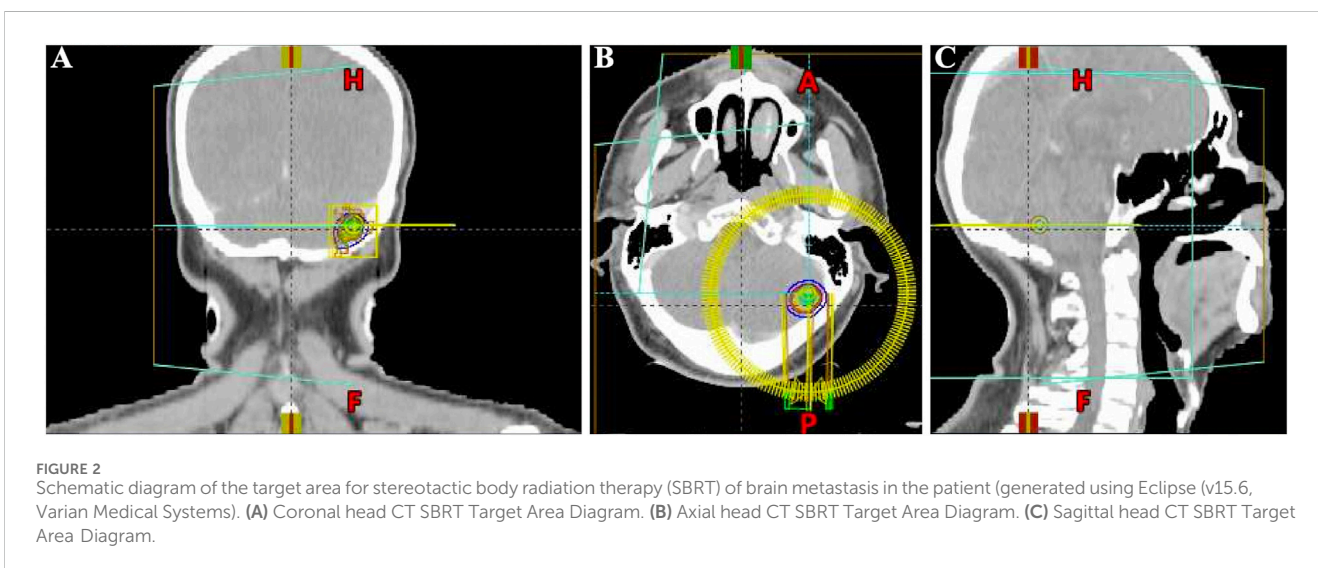 A
H
F
B
A
P
C
H
F
FIGURE 2
Schematic diagram of the target area for stereotactic body radiation therapy (SBRT) of brain metastasis in the patient (generated using Eclipse (v15.6,
Varian Medical Systems). (A) Coronal head CT SBRT Target Area Diagram. (B) Axial head CT SBRT Target Area Diagram. (C) Sagittal head CT SBRT Target
Area Diagram.